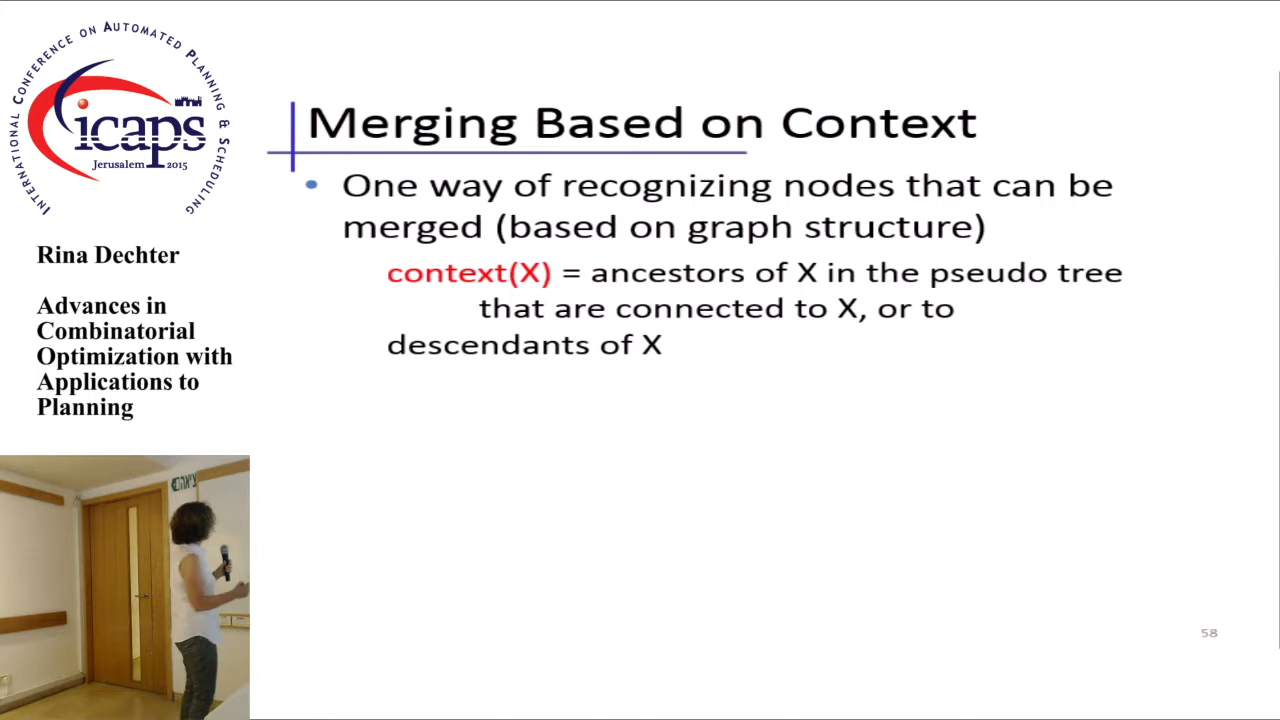 INTERNATIONAL CONFERENCE ON AUTOMATED PLANNING & SCHEDULING
icaps
Jerusalem 2015
Rina Dechter
Advances in
Combinatorial
Optimization with
Applications to
Planning
Merging Based on Context
• One way of recognizing nodes that can be
merged (based on graph structure)
context(X) = ancestors of X in the pseudo tree
that are connected to X, or to
descendants of X
58